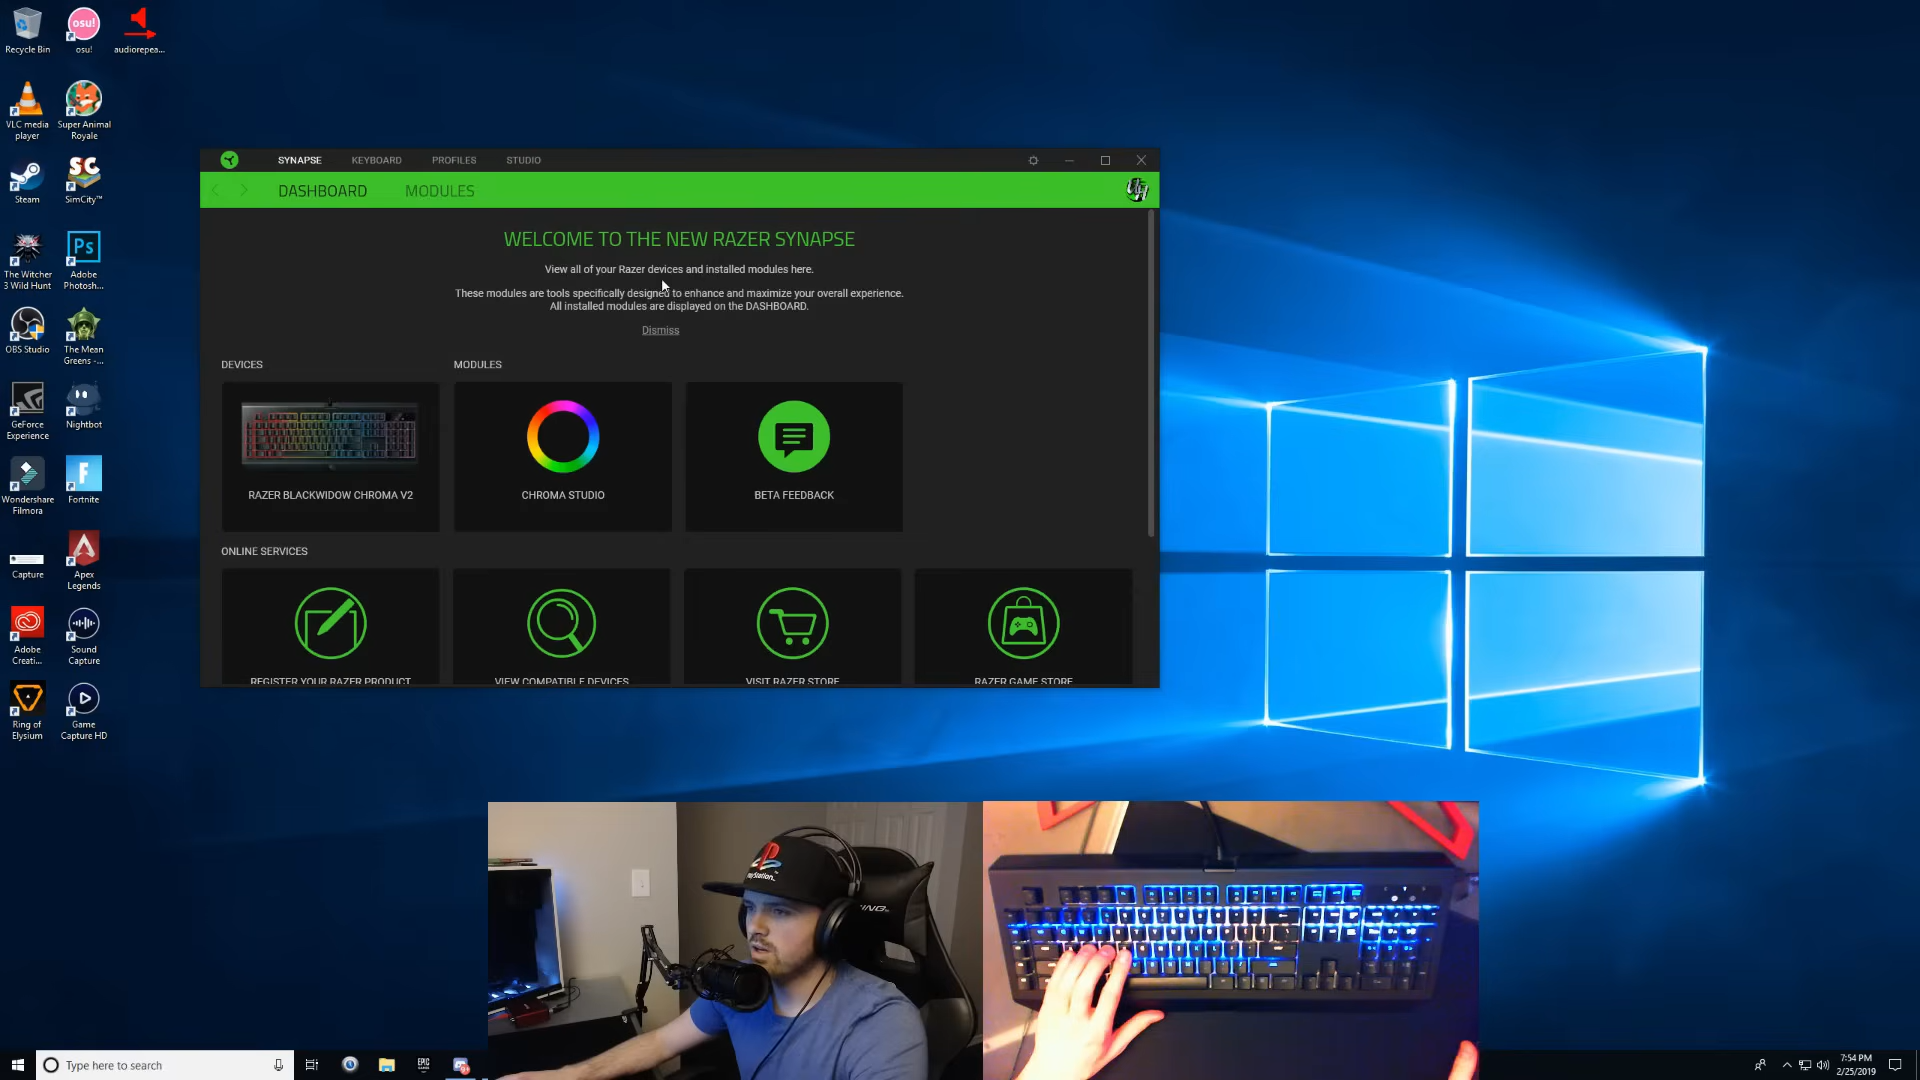 Recycle Bin
osu!
osu!
audiorepea...
VLC media
player
Super Animal
Royale
Steam
SC
SimCity™
The Witcher
3 Wild Hunt
Ps
Adobe
Photosh...
OBS Studio
The Mean
Greens -...
GeForce
Experience
Nightbot
Wondershare
Filmora
F
Fortnite
Capture
Apex
Legends
Adobe
Creati...
Sound
Capture
Ring of
Elysium
Game
Capture HD
SYNAPSE KEYBOARD PROFILES STUDIO
DASHBOARD MODULES
WELCOME TO THE NEW RAZER SYNAPSE
View all of your Razer devices and installed modules here.
These modules are tools specifically designed to enhance and maximize your overall experience.
All installed modules are displayed on the DASHBOARD.
Dismiss
DEVICES MODULES
RAZER BLACKWIDOW CHROMA V2 CHROMA STUDIO BETA FEEDBACK
ONLINE SERVICES
REGISTER YOUR RAZER PRODUCT VIEW COMPATIBLE DEVICES VISIT RAZER STORE RAZER GAME STORE
PlayStation
Type here to search
EPIC
GAMES
7:54 PM
2/25/2019